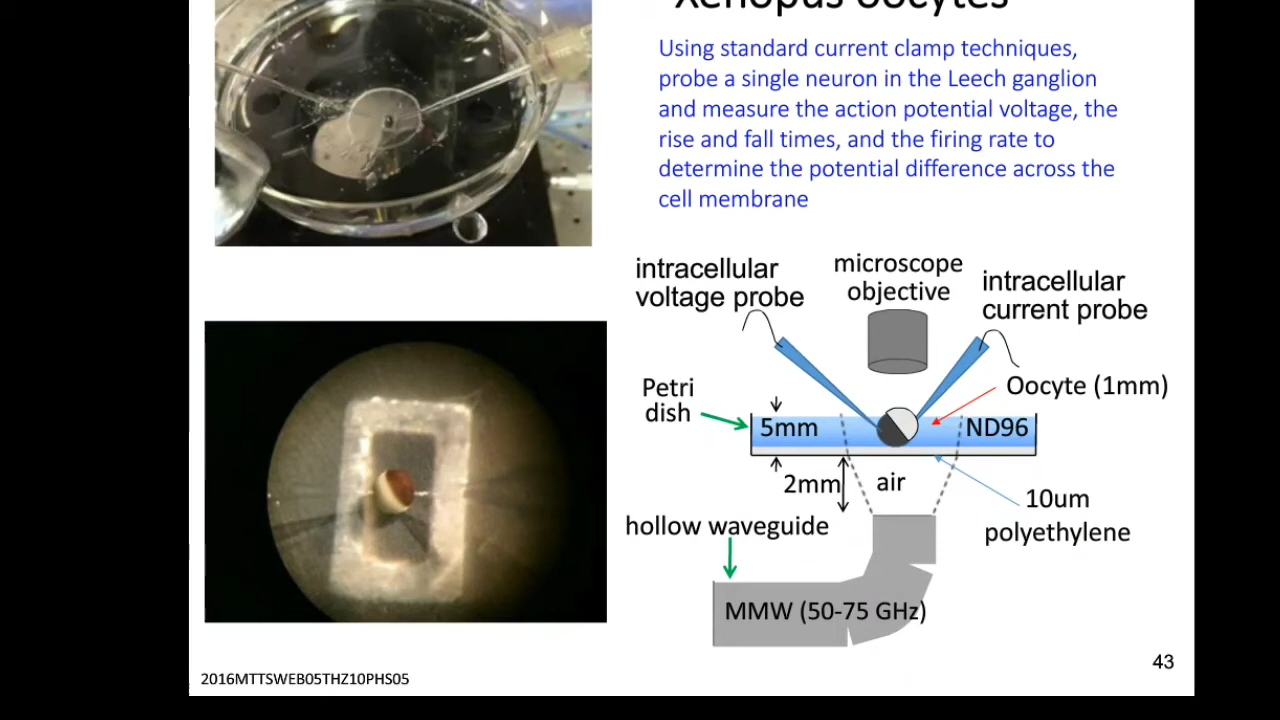 Xenopus oocytes
Using standard current clamp techniques,
probe a single neuron in the Leech ganglion
and measure the action potential voltage, the
rise and fall times, and the firing rate to
determine the potential difference across the
cell membrane
intracellular
voltage probe
microscope
objective
intracellular
current probe
Petri
dish
Oocyte (1mm)
5mm
ND96
2mm
air
10um
polyethylene
hollow waveguide
MMW (50-75 GHz)
43
2016MTTSWEB05THZ10PHS05